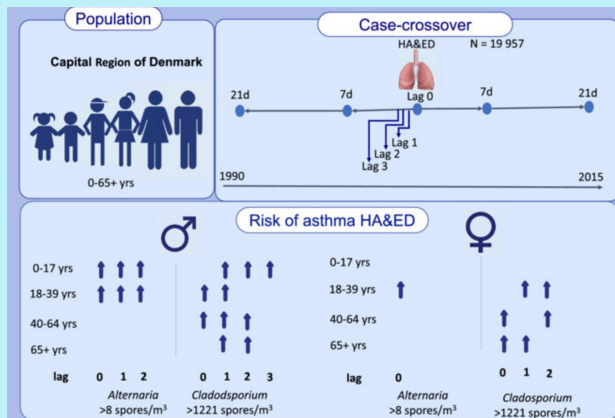 Population
Capital Region of Denmark
0-65+ yrs
Case-crossover
HA&ED
N = 19 957
Lag 0
21d 7d 7d 21d
Lag 1
Lag 2
Lag 3
1990 2015
Risk of asthma HA&ED
0-17 yrs
18-39 yrs
40-64 yrs
65+ yrs
lag 0 1 2 0 1 2 3
Alternaria Cladodsporium
>8 spores/m³ >1221 spores/m³
0-17 yrs
18-39 yrs
40-64 yrs
65+ yrs
lag 0 0 1 2
Alternaria Cladosporium
>8 spores/m³ >1221 spores/m³